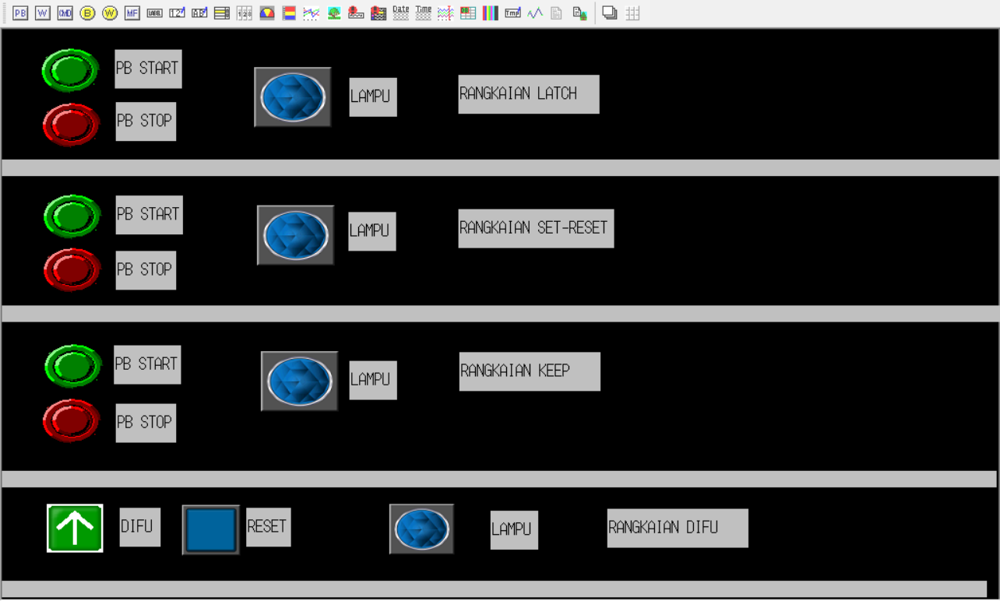 PB W CMD B W MF LABEL Date Time Tmp
PB START
PB STOP
LAMPU
RANGKAIAN LATCH
PB START
PB STOP
LAMPU
RANGKAIAN SET-RESET
PB START
PB STOP
LAMPU
RANGKAIAN KEEP
DIFU
RESET
LAMPU
RANGKAIAN DIFU